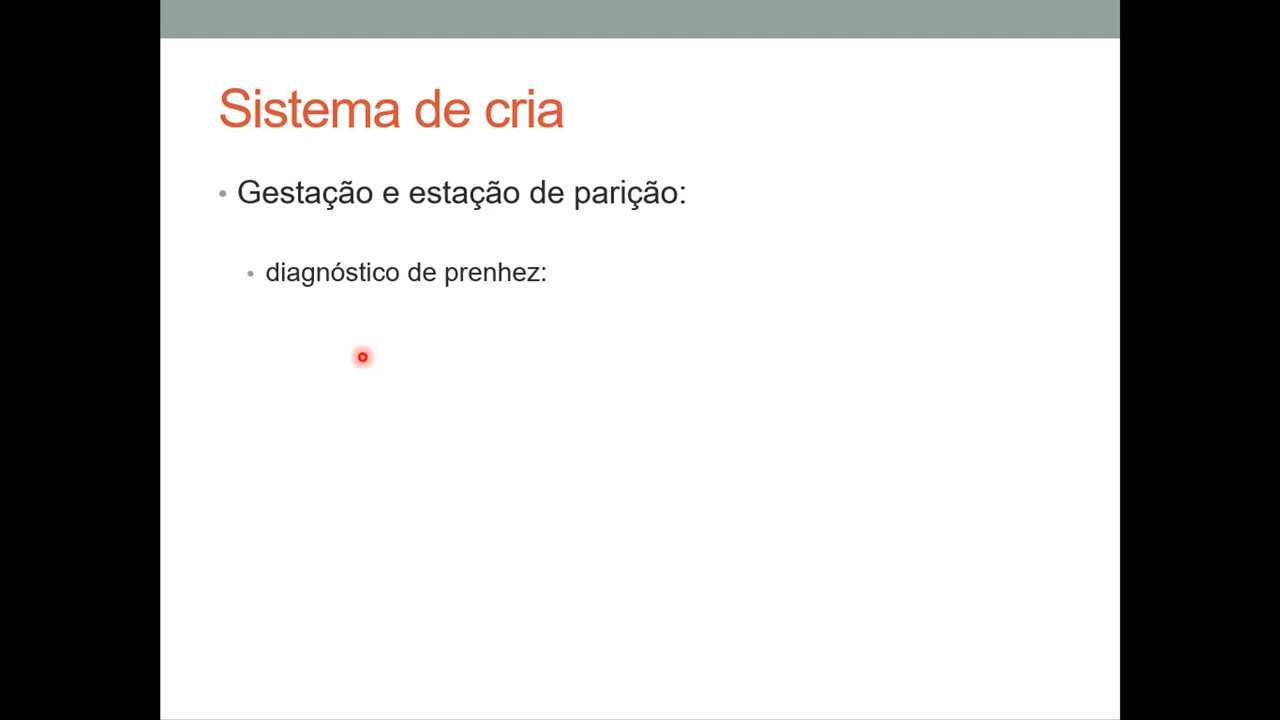 Sistema de cria
• Gestação e estação de parição:
• diagnóstico de prenhez: